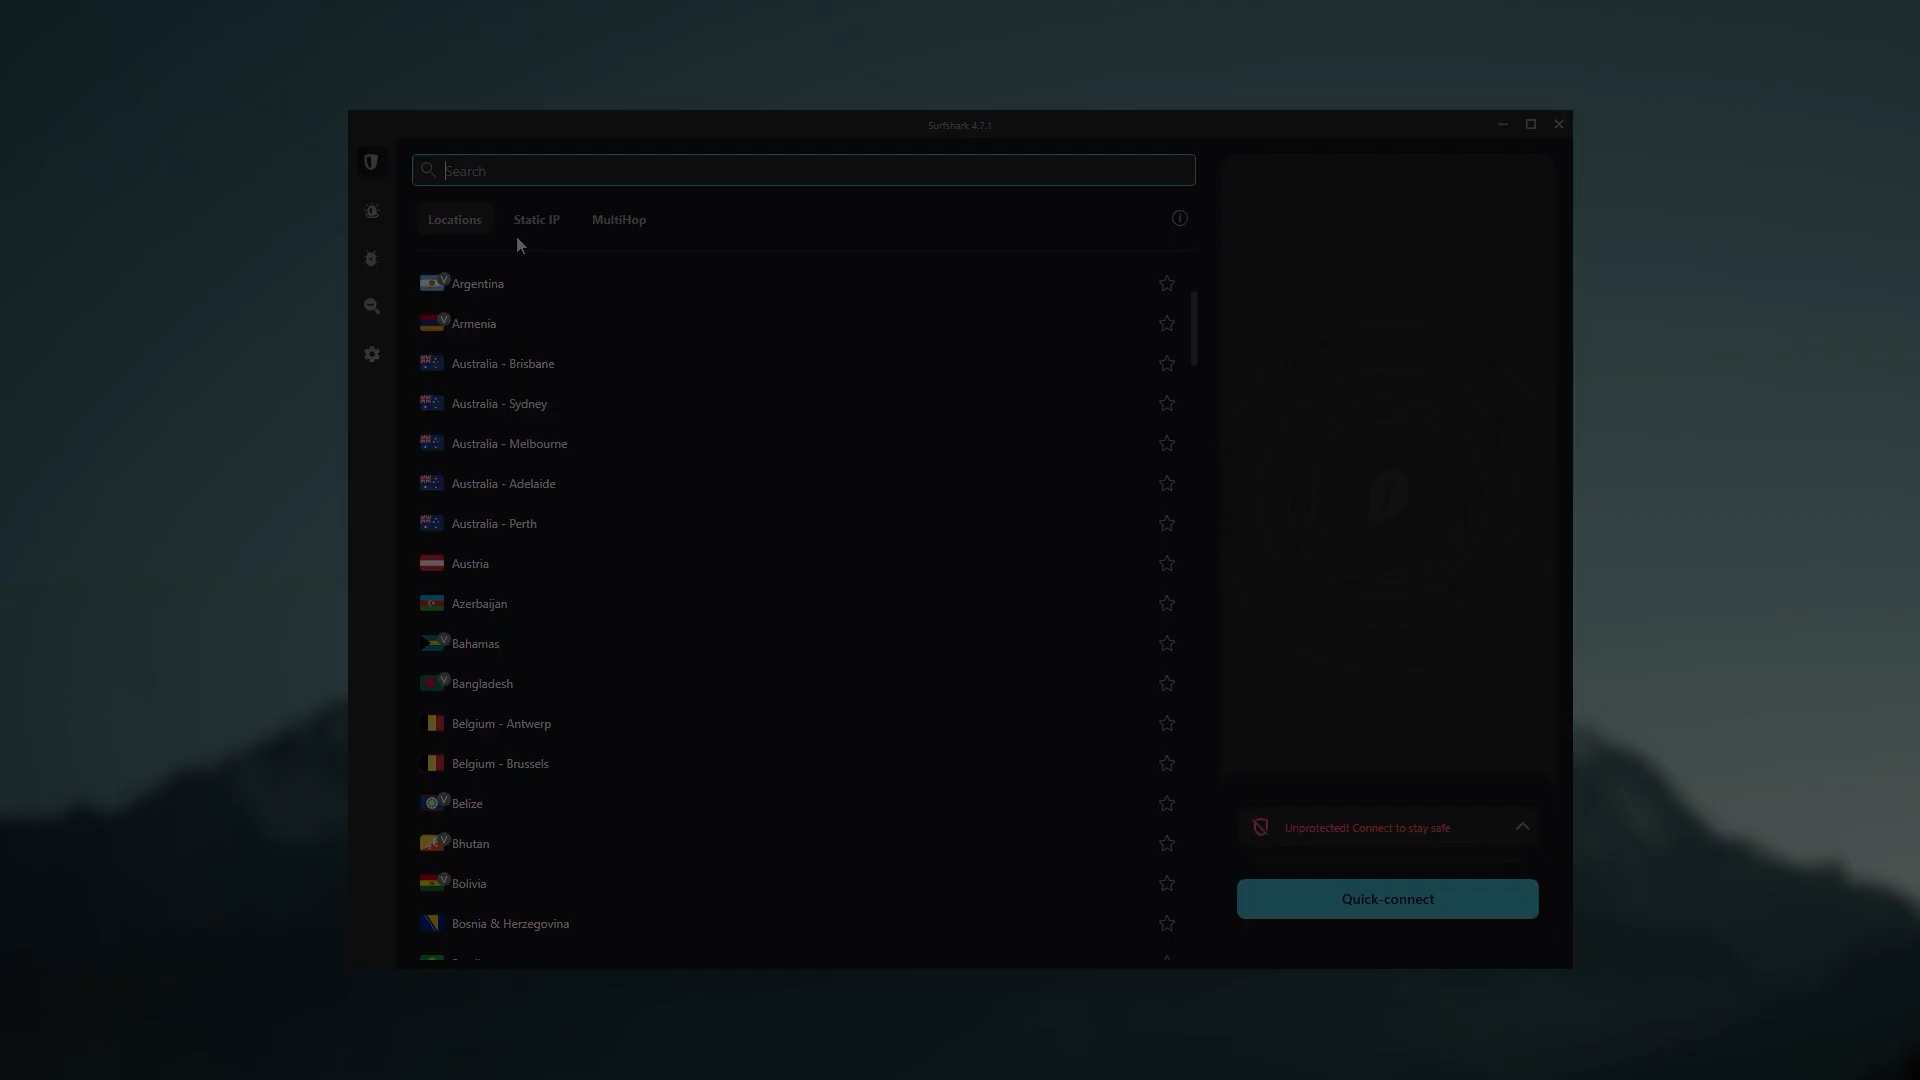 Surfshark 4.7.1
Search
Locations
Static IP
MultiHop
V Argentina
V Armenia
Australia - Brisbane
Australia - Sydney
Australia - Melbourne
Australia - Adelaide
Australia - Perth
Austria
Azerbaijan
V Bahamas
V Bangladesh
Belgium - Antwerp
Belgium - Brussels
V Belize
V Bhutan
V Bolivia
Bosnia & Herzegovina
Unprotected! Connect to stay safe
Quick-connect